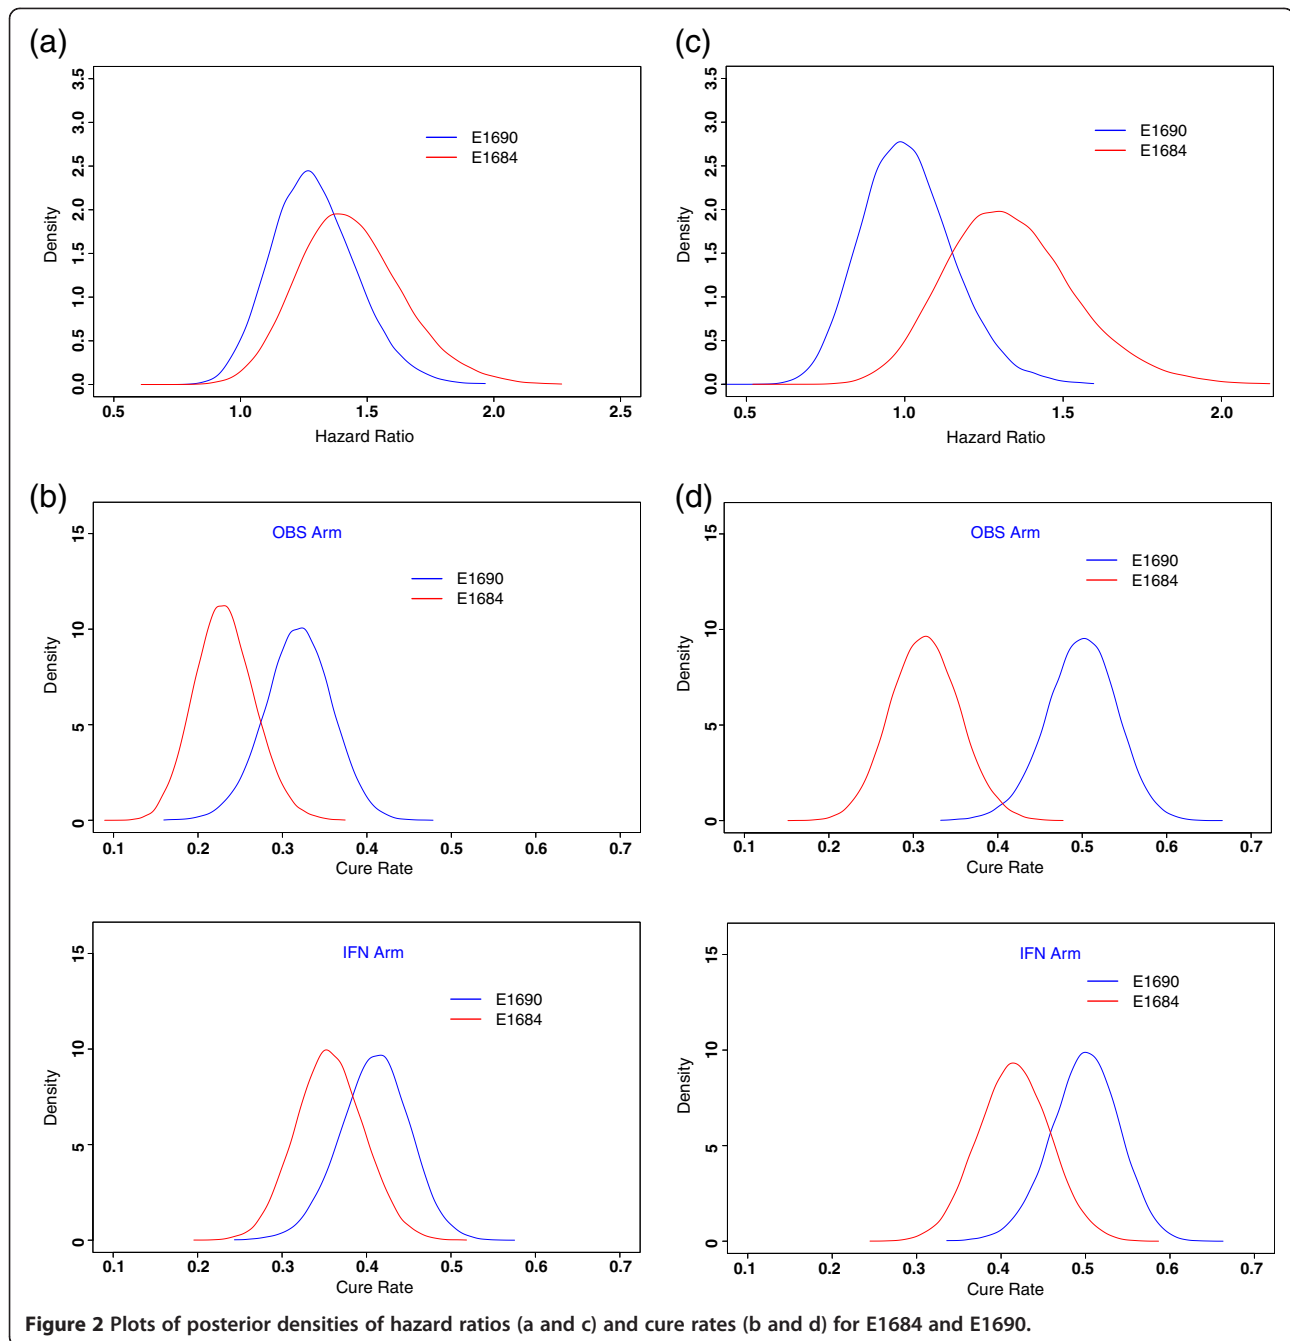 (a)
3.5
3.0
2.5
2.0
1.5
1.0
0.5
0.0
Density
E1690
E1684
0.5 1.0 1.5 2.0 2.5
Hazard Ratio
(c)
3.5
3.0
2.5
2.0
1.5
1.0
0.5
0.0
Density
E1690
E1684
0.5 1.0 1.5 2.0
Hazard Ratio
(b)
OBS Arm
15
10
5
0
Density
E1690
E1684
0.1 0.2 0.3 0.4 0.5 0.6 0.7
Cure Rate
(d)
OBS Arm
15
10
5
0
Density
E1690
E1684
0.1 0.2 0.3 0.4 0.5 0.6 0.7
Cure Rate
IFN Arm
15
10
5
0
Density
E1690
E1684
0.1 0.2 0.3 0.4 0.5 0.6 0.7
Cure Rate
IFN Arm
15
10
5
0
Density
E1690
E1684
0.1 0.2 0.3 0.4 0.5 0.6 0.7
Cure Rate
Figure 2 Plots of posterior densities of hazard ratios (a and c) and cure rates (b and d) for E1684 and E1690.